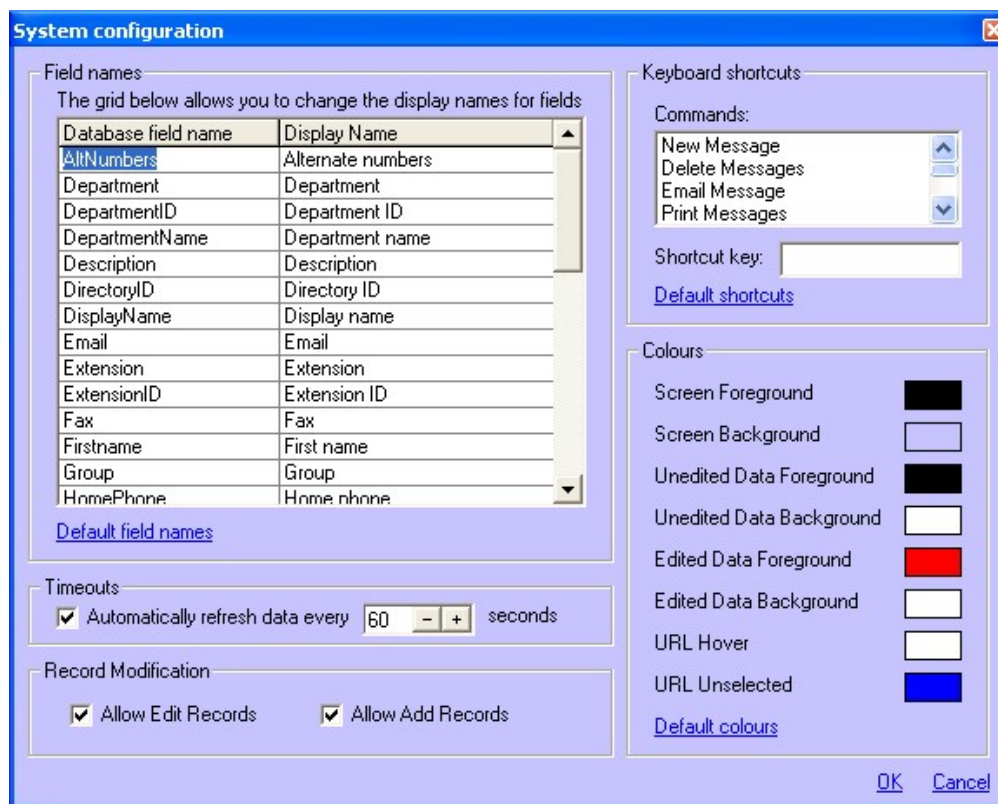 System configuration
Field names
The grid below allows you to change the display names for fields
Database field name Display Name
AltNumbers Alternate numbers
Department Department
DepartmentID Department ID
DepartmentName Department name
Description Description
DirectoryID Directory ID
DisplayName Display name
Email Email
Extension Extension
ExtensionID Extension ID
Fax Fax
Firstname First name
Group Group
HomePhone Home phone
Default field names
Timeouts
Automatically refresh data every 60 - + seconds
Record Modification
Allow Edit Records Allow Add Records
Keyboard shortcuts
Commands:
New Message
Delete Messages
Email Message
Print Messages
Shortcut key:
Default shortcuts
Colours
Screen Foreground
Screen Background
Unedited Data Foreground
Unedited Data Background
Edited Data Foreground
Edited Data Background
URL Hover
URL Unselected
Default colours
OK Cancel